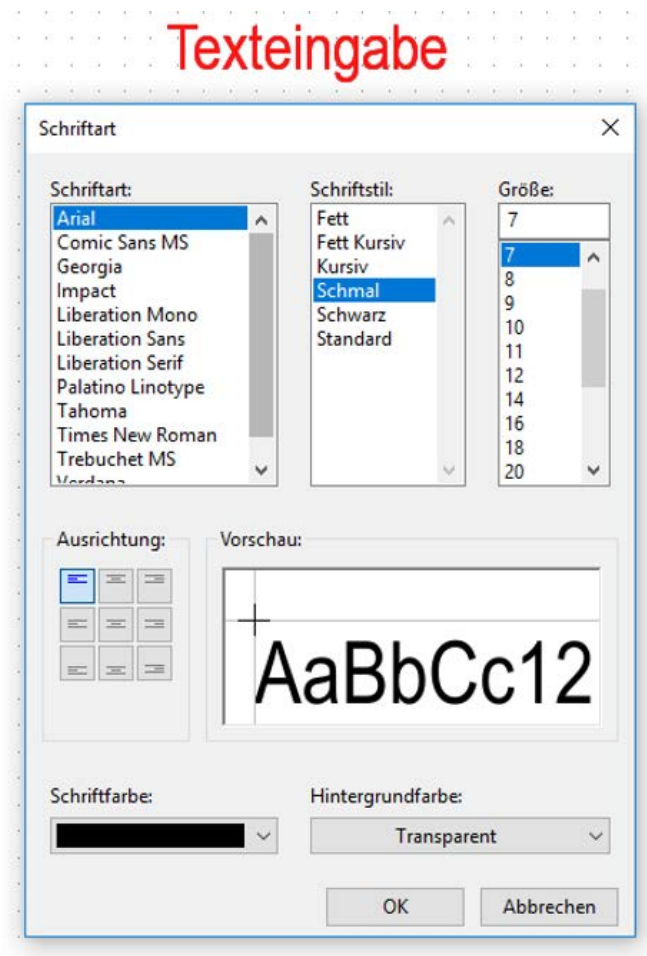 Texteingabe
Schriftart
Schriftart:
Arial
Comic Sans MS
Georgia
Impact
Liberation Mono
Liberation Sans
Liberation Serif
Palatino Linotype
Tahoma
Times New Roman
Trebuchet MS
Verdana
Schriftstil:
Fett
Fett Kursiv
Kursiv
Schmal
Schwarz
Standard
Größe:
7
7
8
9
10
11
12
14
16
18
20
Ausrichtung:
Vorschau:
AaBbCc12
Schriftfarbe:
Hintergrundfarbe:
Transparent
OK
Abbrechen